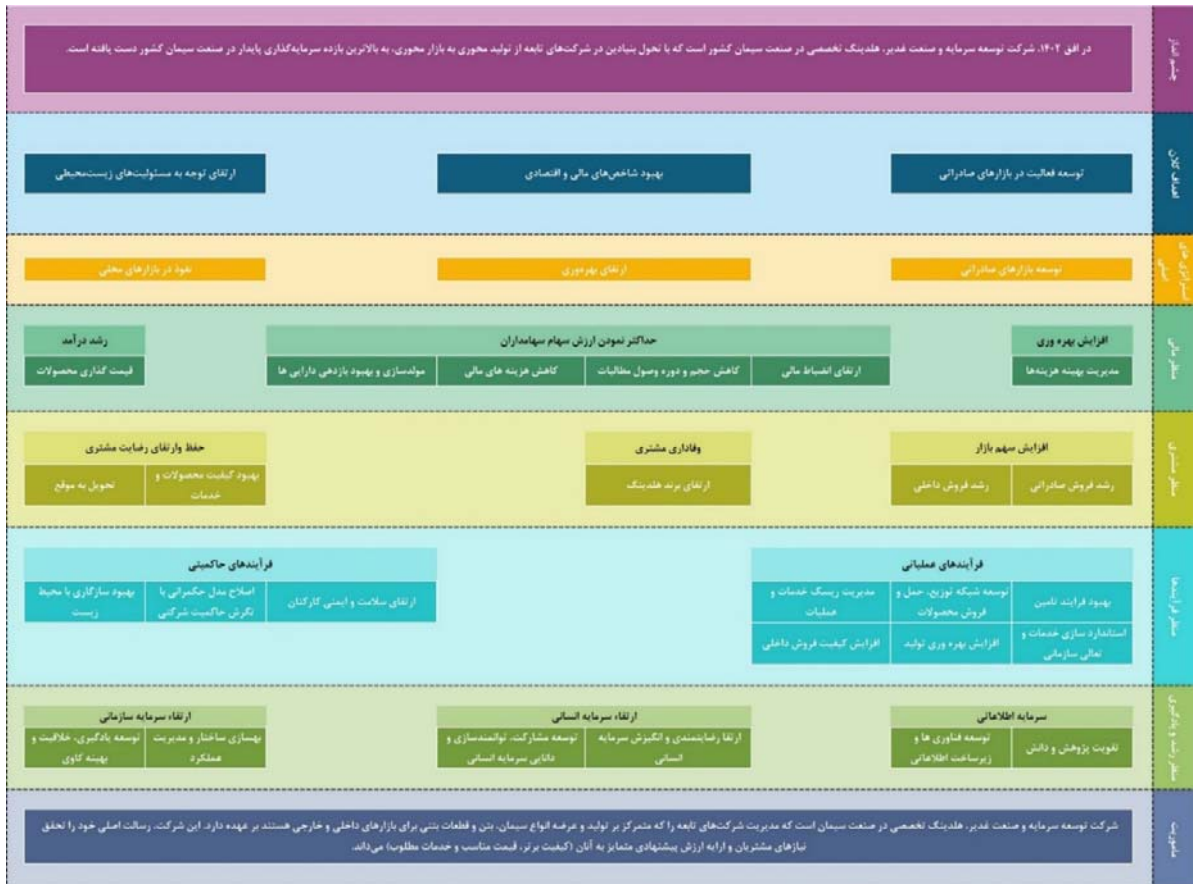 چشم انداز
در افق ۱۴۰۲، شرکت توسعه سرمایه و صنعت غدیر، هلدینگ تخصصی در صنعت سیمان کشور است که با تحول بنیادین در شرکت‌های تابعه از تولید محوری به بازار محوری، به بالاترین بازده سرمایه‌گذاری پایدار در صنعت سیمان کشور دست یافته است.
اهداف کلان
توسعه فعالیت در بازارهای صادراتی
بهبود شاخص‌های مالی و اقتصادی
ارتقای توجه به مسئولیت‌های زیست‌محیطی
استراتژی های
اصلی
توسعه بازارهای صادراتی
ارتقای بهره‌وری
نفوذ در بازارهای محلی
منظر مالی
افزایش بهره وری
مدیریت بهینه هزینه‌ها
حداکثر نمودن ارزش سهام سهامداران
ارتقای انضباط مالی
کاهش حجم و دوره وصول مطالبات
کاهش هزینه های مالی
مولدسازی و بهبود بازدهی دارایی ها
رشد درآمد
قیمت گذاری محصولات
منظر مشتری
افزایش سهم بازار
رشد فروش صادراتی
رشد فروش داخلی
وفاداری مشتری
ارتقای برند هلدینگ
حفظ وارتقای رضایت مشتری
بهبود کیفیت محصولات و
خدمات
تحویل به موقع
منظر فرآیندها
فرآیندهای عملیاتی
بهبود فرایند تامین
توسعه شبکه توزیع، حمل و
فروش محصولات
مدیریت ریسک خدمات و
عملیات
استاندارد سازی خدمات و
تعالی سازمانی
افزایش بهره وری تولید
افزایش کیفیت فروش داخلی
فرآیندهای حاکمیتی
ارتقای سلامت و ایمنی کارکنان
اصلاح مدل حکمرانی با
نگرش حاکمیت شرکتی
بهبود سازگاری با محیط
زیست
منظر رشد و یادگیری
سرمایه اطلاعاتی
تقویت پژوهش و دانش
توسعه فناوری ها و
زیرساخت اطلاعاتی
ارتقاء سرمایه انسانی
ارتقا رضایتمندی و انگیزش سرمایه
انسانی
توسعه مشارکت، توانمندسازی و
دانایی سرمایه انسانی
ارتقاء سرمایه سازمانی
بهسازی ساختار و مدیریت
عملکرد
توسعه یادگیری، خلاقیت و
بهینه کاوی
ماموریت
شرکت توسعه سرمایه و صنعت غدیر، هلدینگ تخصصی در صنعت سیمان است که مدیریت شرکت‌های تابعه را که متمرکز بر تولید و عرضه انواع سیمان، بتن و قطعات بتنی برای بازارهای داخلی و خارجی هستند بر عهده دارد. این شرکت، رسالت اصلی خود را تحقق
نیازهای مشتریان و ارایه ارزش پیشنهادی متمایز به آنان (کیفیت برتر، قیمت مناسب و خدمات مطلوب) می‌داند.